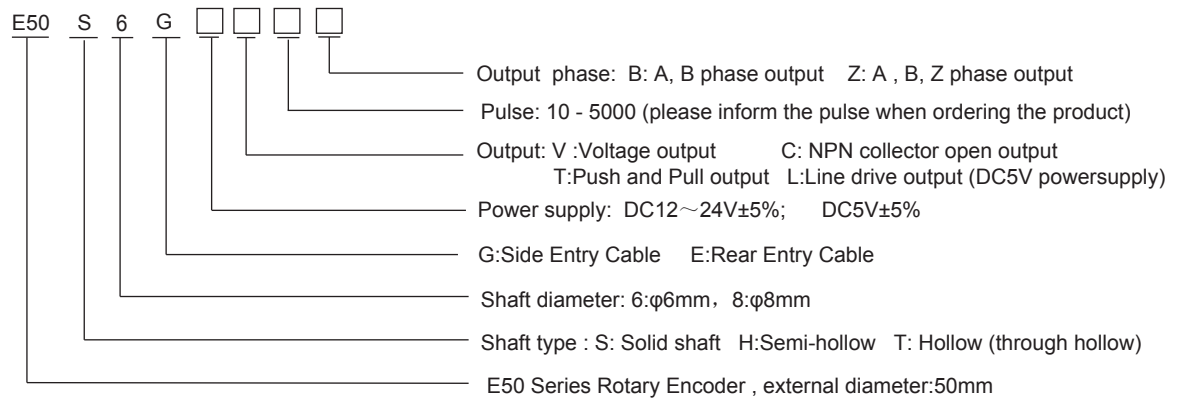 E50 S 6 G □ □ □ □
Output phase: B: A, B phase output Z: A , B, Z phase output
Pulse: 10 - 5000 (please inform the pulse when ordering the product)
Output: V :Voltage output C: NPN collector open output
T:Push and Pull output L:Line drive output (DC5V powersupply)
Power supply: DC12～24V±5%; DC5V±5%
G:Side Entry Cable E:Rear Entry Cable
Shaft diameter: 6:φ6mm，8:φ8mm
Shaft type : S: Solid shaft H:Semi-hollow T: Hollow (through hollow)
E50 Series Rotary Encoder , external diameter:50mm